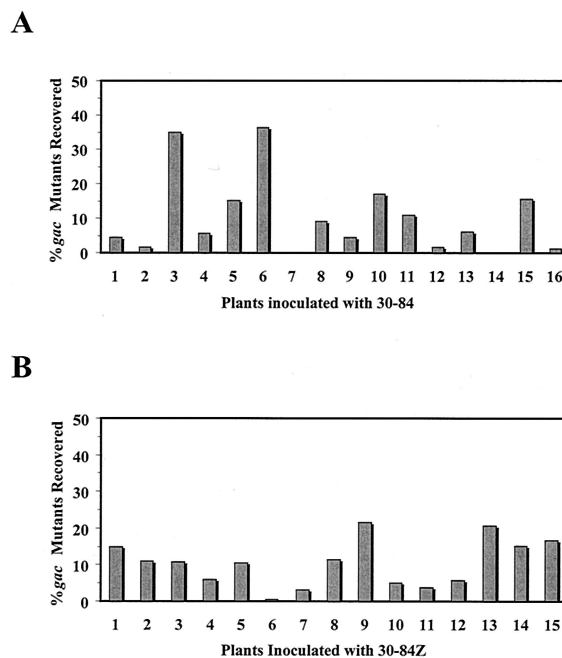 A
% gac Mutants Recovered
50
40
30
20
10
0
1 2 3 4 5 6 7 8 9 10 11 12 13 14 15 16
Plants inoculated with 30-84
B
% gac Mutants Recovered
50
40
30
20
10
0
1 2 3 4 5 6 7 8 9 10 11 12 13 14 15
Plants Inoculated with 30-84Z